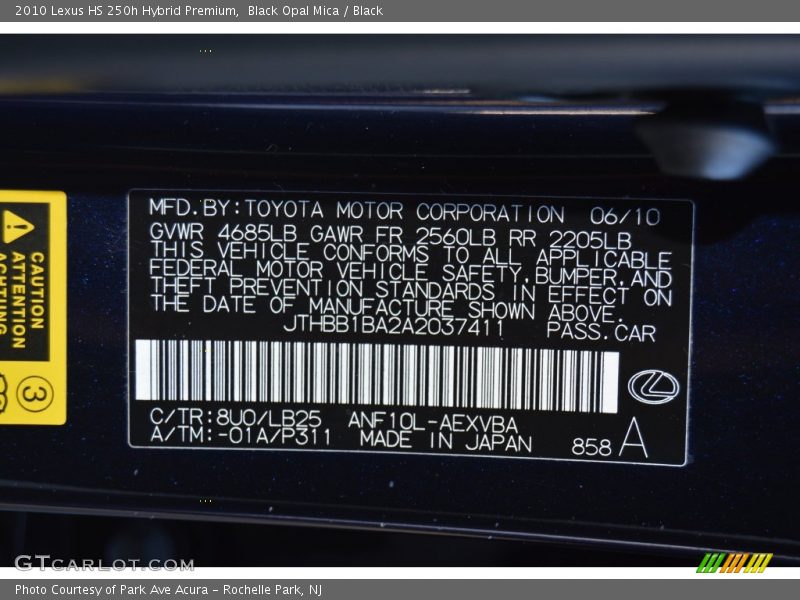 2010 Lexus HS 250h Hybrid Premium,  Black Opal Mica / Black
MFD.BY:TOYOTA MOTOR CORPORATION 06/10
GVWR 4685LB GAWR FR 2560LB RR 2205LB
THIS VEHICLE CONFORMS TO ALL APPLICABLE
FEDERAL MOTOR VEHICLE SAFETY,BUMPER,AND
THEFT PREVENTION STANDARDS IN EFFECT ON
THE DATE OF MANUFACTURE SHOWN ABOVE.
JTHBB1BA2A2037411 PASS.CAR
C/TR:8U0/LB25 ANF10L-AEXVBA
A/TM:-01A/P311 MADE IN JAPAN 858 A
CAUTION
ATTENTION
ACHTUNG
3
GTcarlot.com
Photo Courtesy of Park Ave Acura - Rochelle Park, NJ